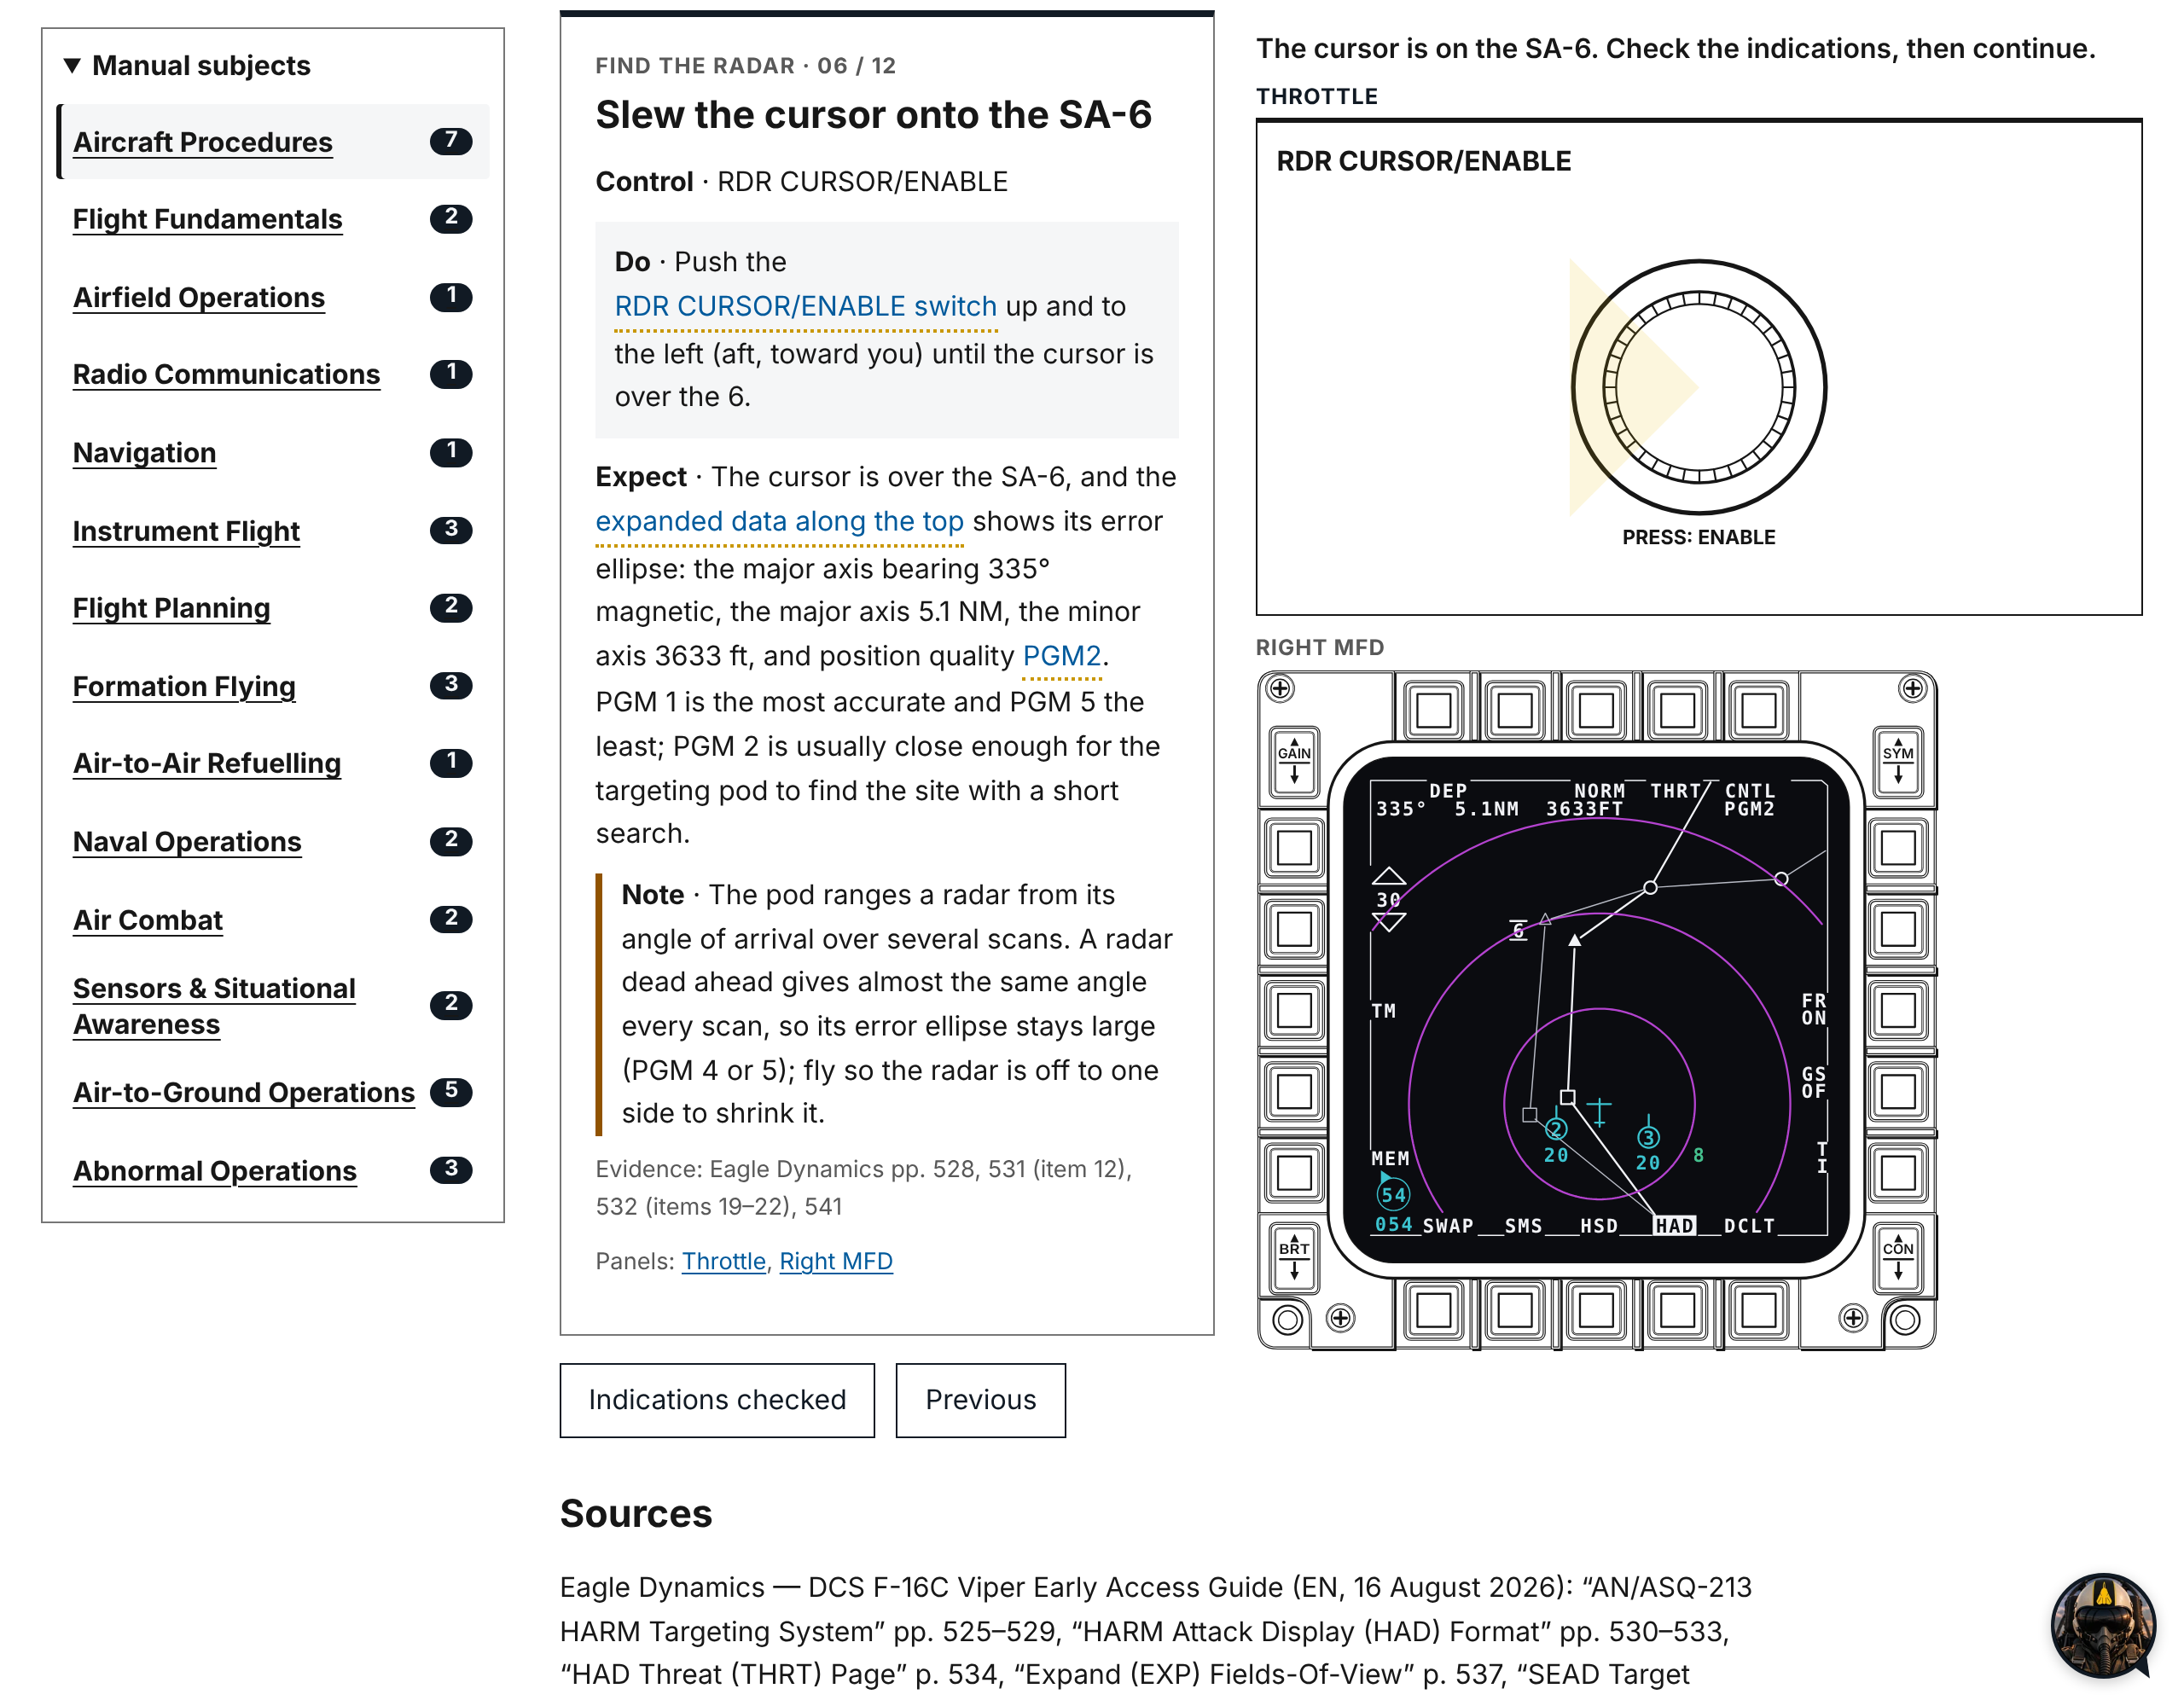 ▼ Manual subjects
Aircraft Procedures 7
Flight Fundamentals 2
Airfield Operations 1
Radio Communications 1
Navigation 1
Instrument Flight 3
Flight Planning 2
Formation Flying 3
Air-to-Air Refuelling 1
Naval Operations 2
Air Combat 2
Sensors & Situational
Awareness 2
Air-to-Ground Operations 5
Abnormal Operations 3
FIND THE RADAR · 06 / 12
Slew the cursor onto the SA-6
Control · RDR CURSOR/ENABLE
Do · Push the
RDR CURSOR/ENABLE switch up and to
the left (aft, toward you) until the cursor is
over the 6.
Expect · The cursor is over the SA-6, and the
expanded data along the top shows its error
ellipse: the major axis bearing 335°
magnetic, the major axis 5.1 NM, the minor
axis 3633 ft, and position quality PGM2.
PGM 1 is the most accurate and PGM 5 the
least; PGM 2 is usually close enough for the
targeting pod to find the site with a short
search.
Note · The pod ranges a radar from its
angle of arrival over several scans. A radar
dead ahead gives almost the same angle
every scan, so its error ellipse stays large
(PGM 4 or 5); fly so the radar is off to one
side to shrink it.
Evidence: Eagle Dynamics pp. 528, 531 (item 12),
532 (items 19–22), 541
Panels: Throttle, Right MFD
Indications checked
Previous
The cursor is on the SA-6. Check the indications, then continue.
THROTTLE
RDR CURSOR/ENABLE
PRESS: ENABLE
RIGHT MFD
GAIN
SYM
DEP NORM THRT CNTL
335° 5.1NM 3633FT PGM2
30
6
TM
FR
ON
GS
OF
2
3
20
20
8
T
I
MEM
54
054
SWAP SMS HSD HAD DCLT
BRT
CON
Sources
Eagle Dynamics — DCS F-16C Viper Early Access Guide (EN, 16 August 2026): “AN/ASQ-213
HARM Targeting System” pp. 525–529, “HARM Attack Display (HAD) Format” pp. 530–533,
“HAD Threat (THRT) Page” p. 534, “Expand (EXP) Fields-Of-View” p. 537, “SEAD Target